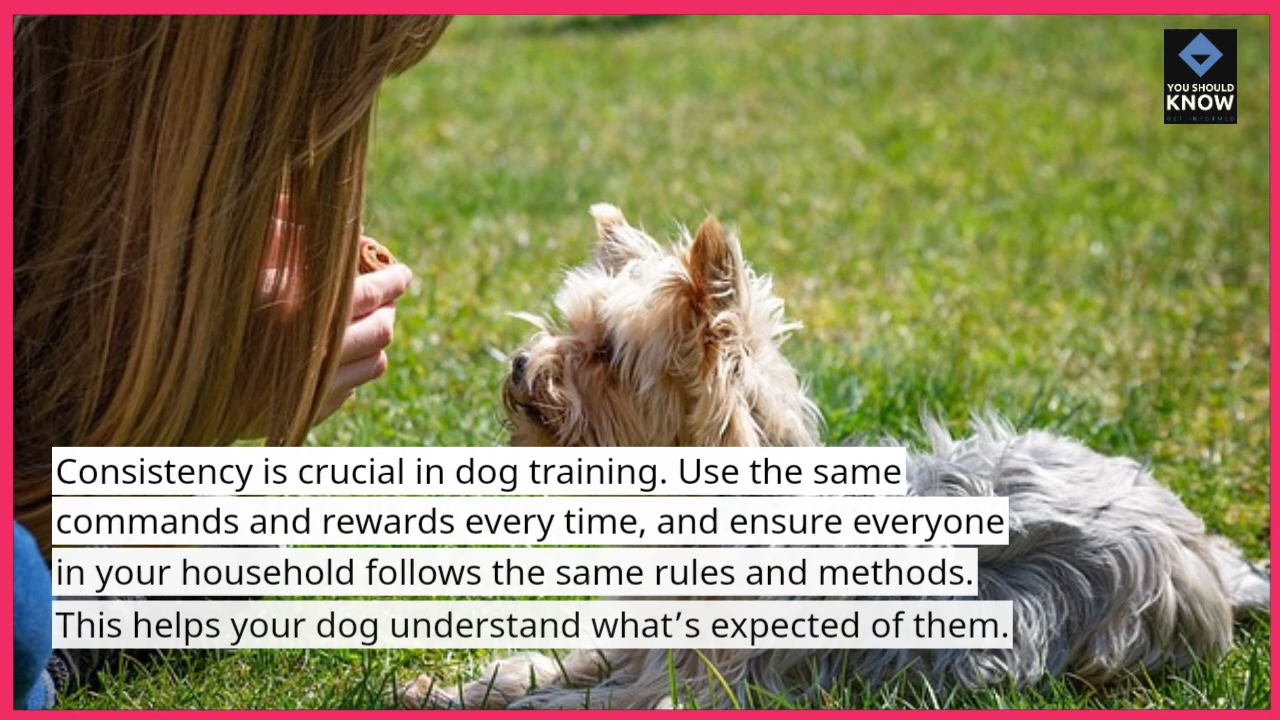 YOU SHOULD
KNOW
GET INFORMED
Consistency is crucial in dog training. Use the same
commands and rewards every time, and ensure everyone
in your household follows the same rules and methods.
This helps your dog understand what’s expected of them.